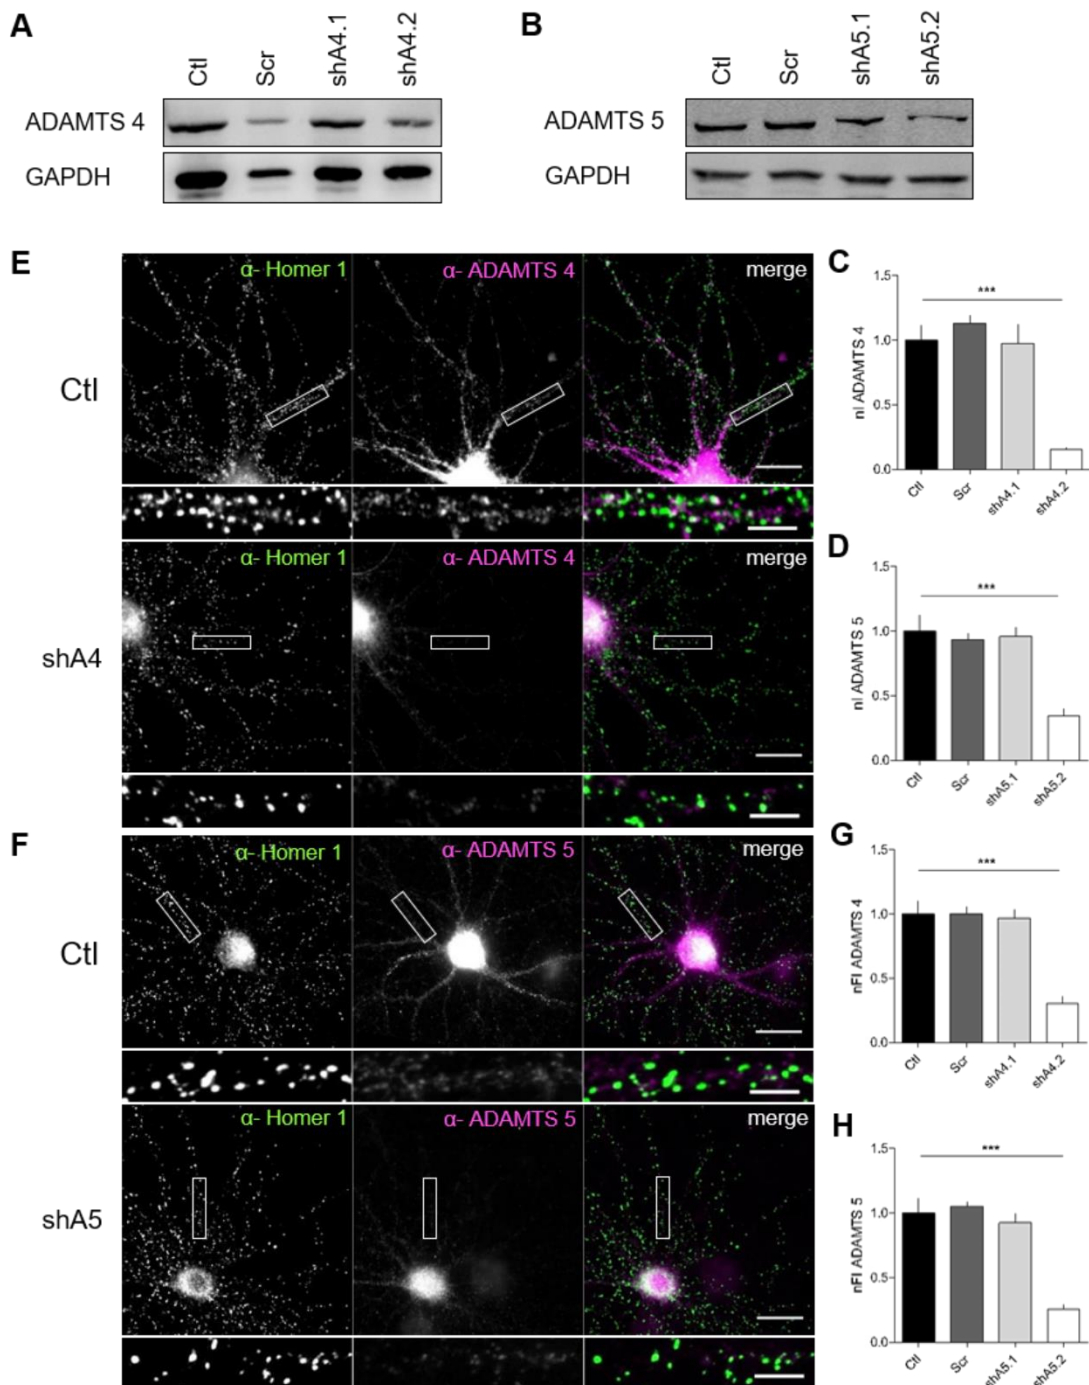 A
Ctl Scr shA4.1 shA4.2
ADAMTS 4
GAPDH
B
Ctl Scr shA5.1 shA5.2
ADAMTS 5
GAPDH
E
α- Homer 1 α- ADAMTS 4 merge
Ctl
α- Homer 1 α- ADAMTS 4 merge
shA4
F
α- Homer 1 α- ADAMTS 5 merge
Ctl
α- Homer 1 α- ADAMTS 5 merge
shA5
C
nI ADAMTS 4
1.5
***
1.0
0.5
0.0
Ctl Scr shA4.1 shA4.2
D
nI ADAMTS 5
1.5
***
1.0
0.5
0.0
Ctl Scr shA5.1 shA5.2
G
nFI ADAMTS 4
1.5
***
1.0
0.5
0.0
Ctl Scr shA4.1 shA4.2
H
nFI ADAMTS 5
1.5
***
1.0
0.5
0.0
Ctl Scr shA5.1 shA5.2